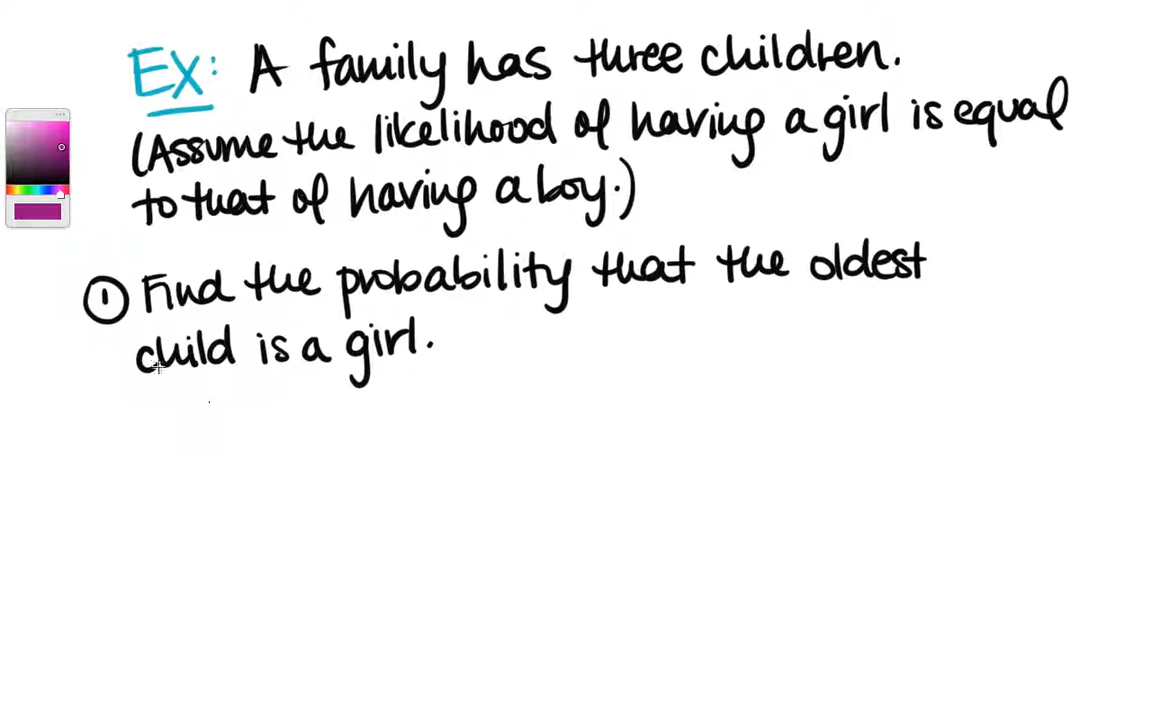 Ex: A family has three children.
(Assume the likelihood of having a girl is equal
to that of having a boy.)
① Find the probability that the oldest
child is a girl.